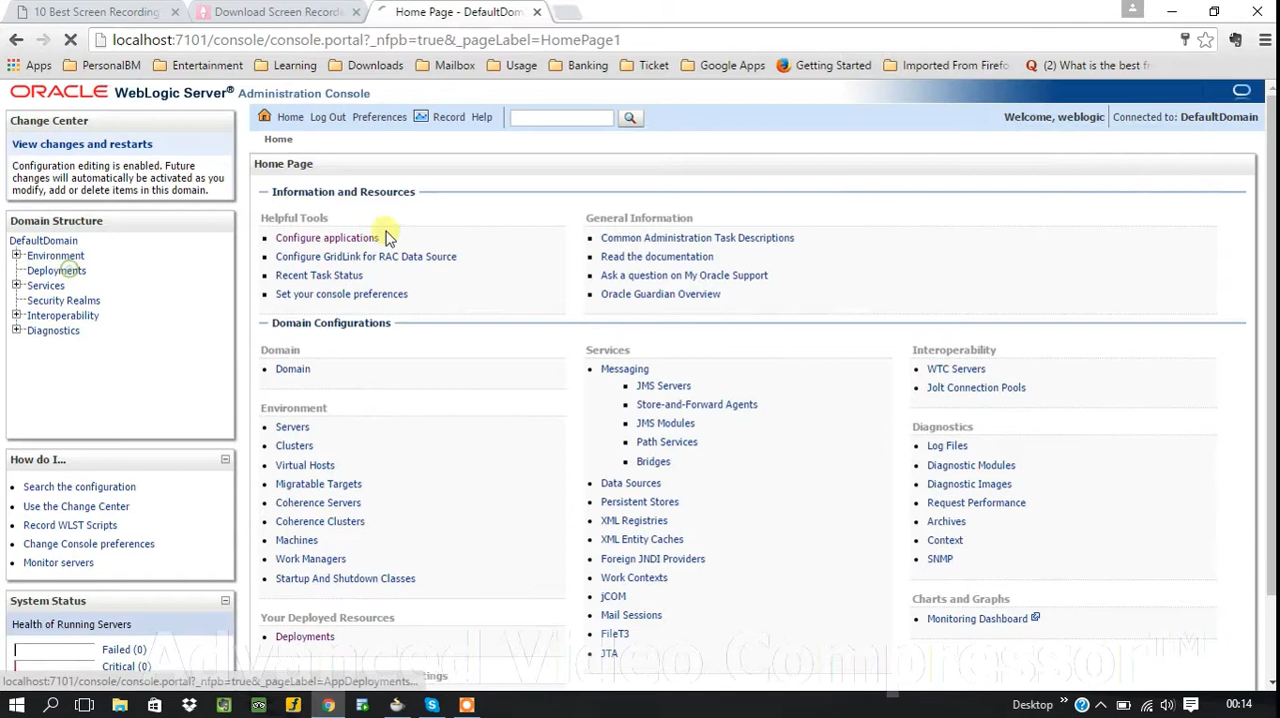 10 Best Screen Recording
Download Screen Record
Home Page - DefaultDom
localhost:7101/console/console.portal?_nfpb=true&_pageLabel=HomePage1
Apps PersonalBM Entertainment Learning Downloads Mailbox Usage Banking Ticket Google Apps Getting Started Imported From Firefo (2) What is the best fr
ORACLE WebLogic Server® Administration Console
Change Center
View changes and restarts
Configuration editing is enabled. Future
changes will automatically be activated as you
modify, add or delete items in this domain.
Domain Structure
DefaultDomain
Environment
Deployments
Services
Security Realms
Interoperability
Diagnostics
How do I...
Search the configuration
Use the Change Center
Record WLST Scripts
Change Console preferences
Monitor servers
System Status
Health of Running Servers
Failed (0)
Critical (0)
Home Log Out Preferences Record Help
Welcome, weblogic Connected to: DefaultDomain
Home
Home Page
Information and Resources
Helpful Tools
Configure applications
Configure GridLink for RAC Data Source
Recent Task Status
Set your console preferences
General Information
Common Administration Task Descriptions
Read the documentation
Ask a question on My Oracle Support
Oracle Guardian Overview
Domain Configurations
Domain
Domain
Environment
Servers
Clusters
Virtual Hosts
Migratable Targets
Coherence Servers
Coherence Clusters
Machines
Work Managers
Startup And Shutdown Classes
Your Deployed Resources
Deployments
Services
Messaging
JMS Servers
Store-and-Forward Agents
JMS Modules
Path Services
Bridges
Data Sources
Persistent Stores
XML Registries
XML Entity Caches
Foreign JNDI Providers
Work Contexts
jCOM
Mail Sessions
FileT3
JTA
Interoperability
WTC Servers
Jolt Connection Pools
Diagnostics
Log Files
Diagnostic Modules
Diagnostic Images
Request Performance
Archives
Context
SNMP
Charts and Graphs
Monitoring Dashboard
Advanced Video Compressor™
localhost:7101/console/console.portal?_nfpb=true&_pageLabel=AppDeployments...
tings
Desktop
00:14